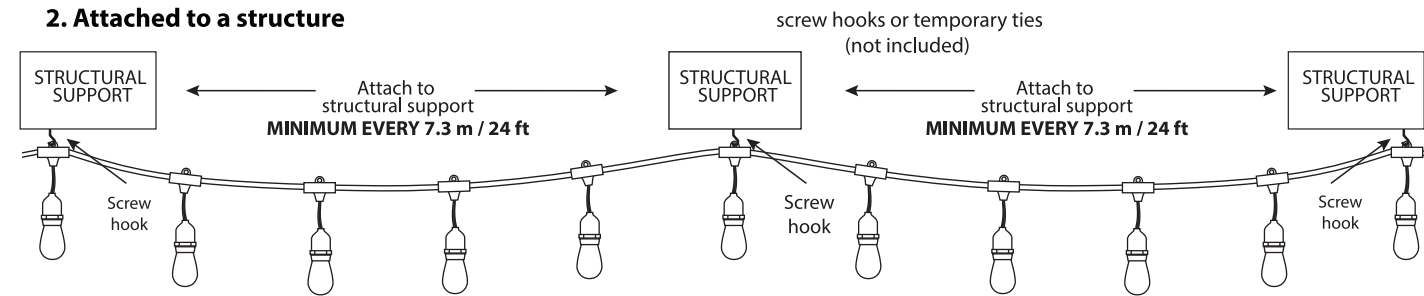 2. Attached to a structure
screw hooks or temporary ties
(not included)
STRUCTURAL
SUPPORT
Attach to
structural support
MINIMUM EVERY 7.3 m / 24 ft
STRUCTURAL
SUPPORT
Attach to
structural support
MINIMUM EVERY 7.3 m / 24 ft
STRUCTURAL
SUPPORT
Screw
hook
Screw
hook
Screw
hook